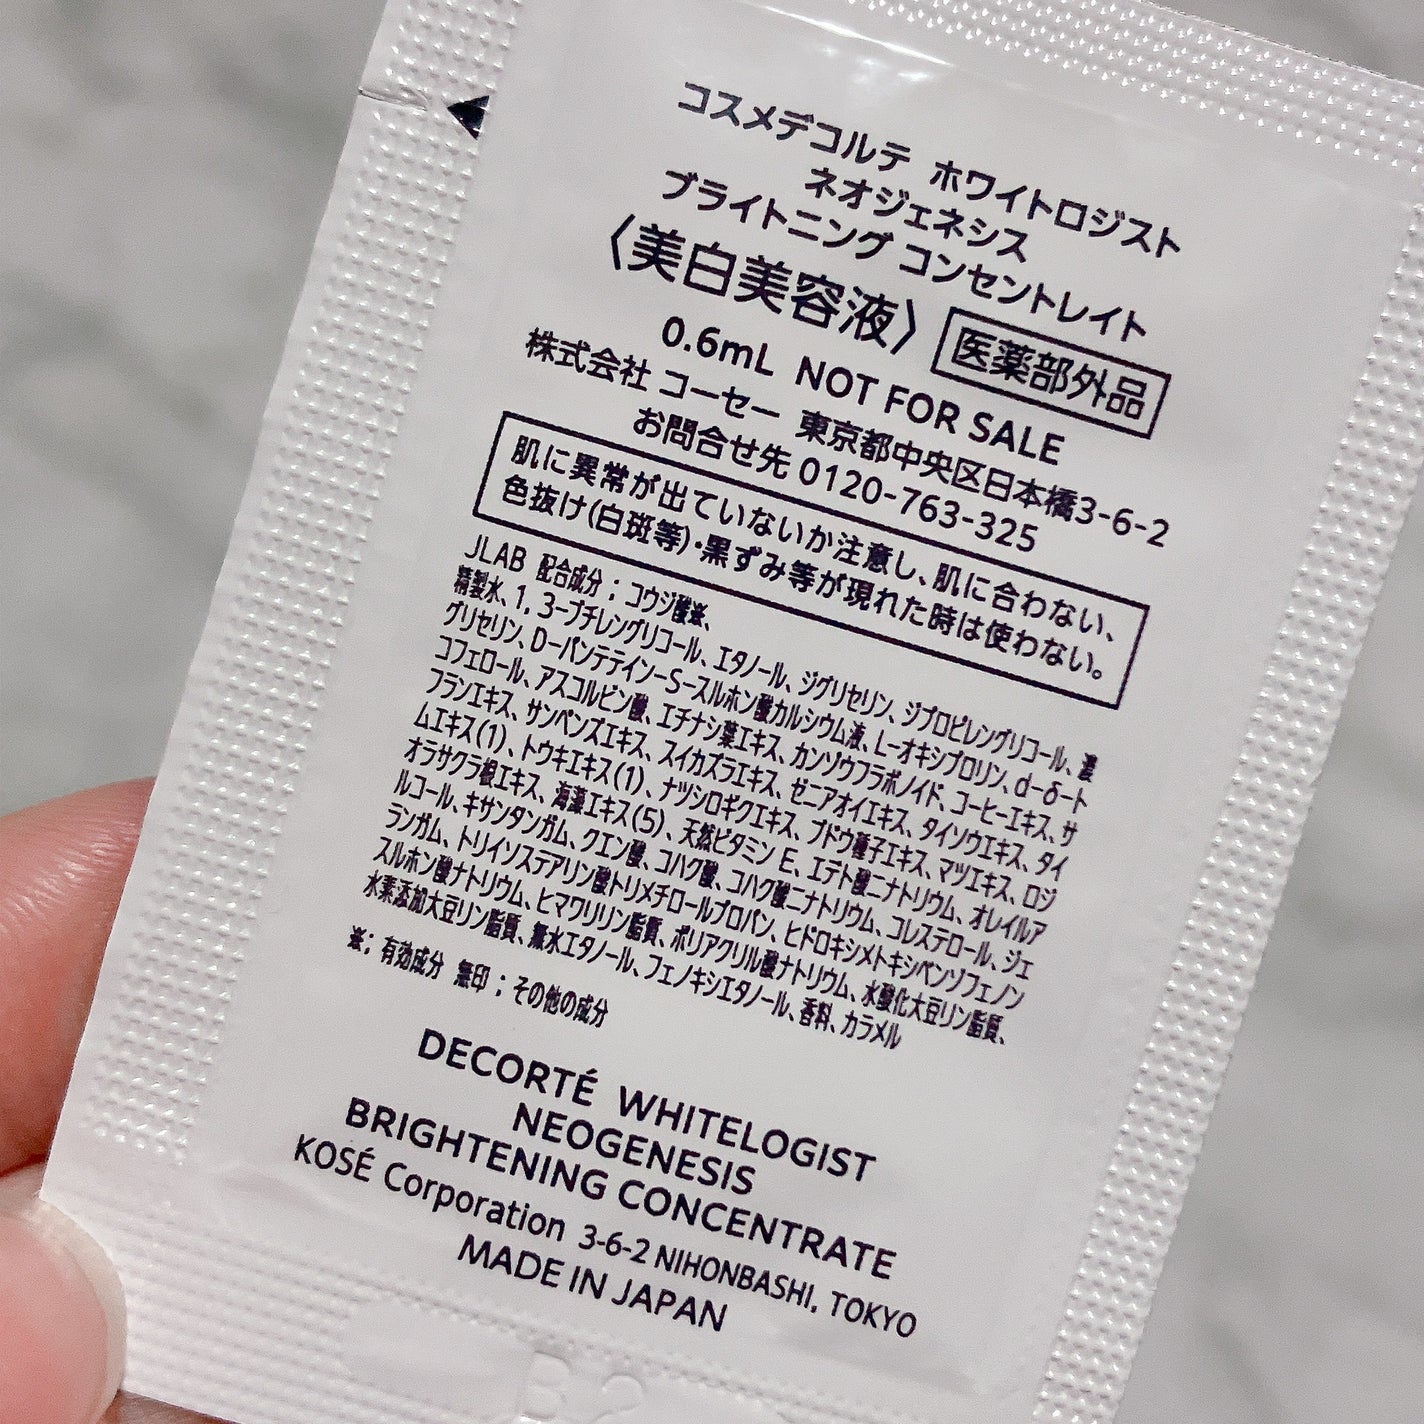 コスメデコルテ ホワイトロジスト
ネオジェネシス
ブライトニング コンセントレイト
〈美白美容液〉 医薬部外品
0.6mL NOT FOR SALE
株式会社 コーセー 東京都中央区日本橋3-6-2
お問合せ先 0120-763-325
肌に異常が出ていないか注意し、肌に合わない、
色抜け(白斑等)・黒ずみ等が現れた時は使わない。
JLAB 配合成分 ; コウジ酸※、
精製水、1, 3-ブチレングリコール、エタノール、ジグリセリン、ジプロピレングリコール、濃
グリセリン、D-パンテテイン-S-スルホン酸カルシウム液、L-オキシプロリン、d-δ-ト
コフェロール、アスコルビン酸、エチナシ葉エキス、カンゾウフラボノイド、コーヒーエキス、サ
フランエキス、サンペンズエキス、スイカズラエキス、ゼニアオイエキス、タイソウエキス、タイ
ムエキス(1)、トウキエキス(1)、ナツシロギクエキス、ブドウ種子エキス、マツエキス、ロジ
オラサクラ根エキス、海藻エキス(5)、天然ビタミンE、エデト酸二ナトリウム、オレイルア
ルコール、キサンタンガム、クエン酸、コハク酸、コハク酸二ナトリウム、コレステロール、ジェ
ランガム、トリイソステアリン酸トリメチロールプロパン、ヒドロキシメトキシベンゾフェノン
スルホン酸ナトリウム、ヒマワリリン脂質、ポリアクリル酸ナトリウム、水酸化大豆リン脂質、
水素添加大豆リン脂質、無水エタノール、フェノキシエタノール、香料、カラメル
※; 有効成分 無印 ; その他の成分
DECORTÉ WHITELOGIST
NEOGENESIS
BRIGHTENING CONCENTRATE
KOSÉ Corporation 3-6-2 NIHONBASHI, TOKYO
MADE IN JAPAN